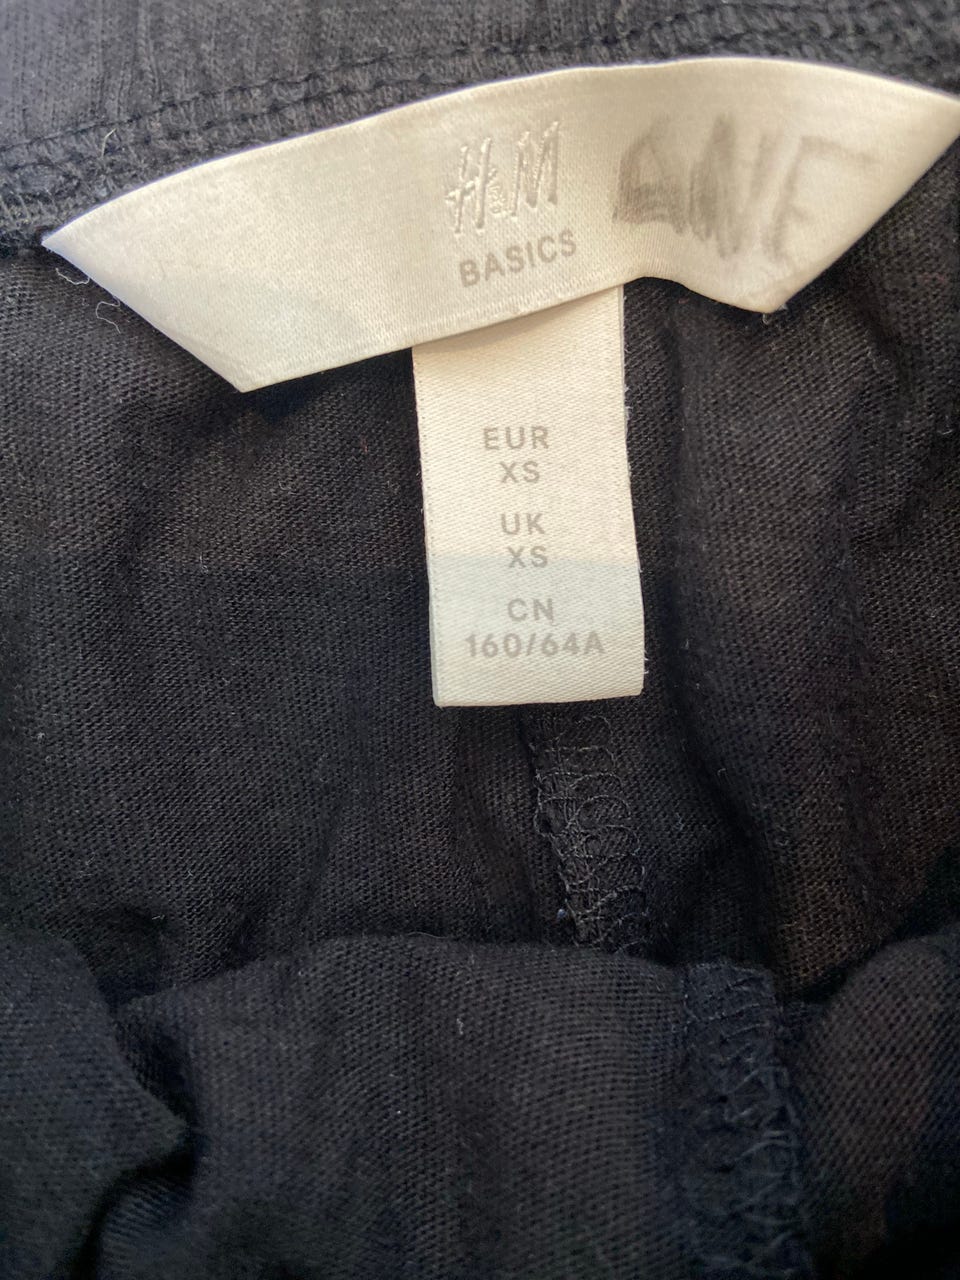 H&M
BASICS
EUR
XS
UK
XS
CN
160/64A